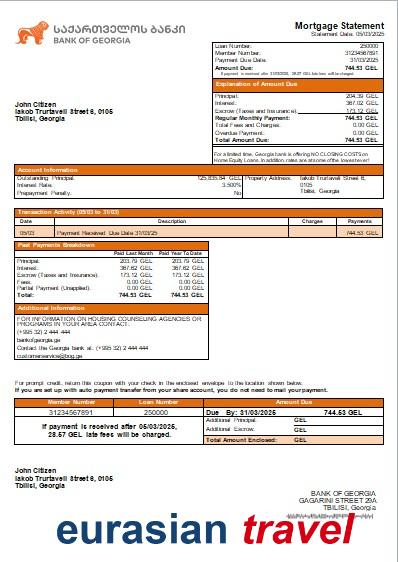 საქართველოს ბანკი
BANK OF GEORGIA
Mortgage Statement
Statement Date: 05/03/2025
Loan Number: 250000
Member Number: 31234567891
Payment Due Date: 31/03/2025
Amount Due: 744.53 GEL
If payment is received after 31/03/2025, 28.57 GEL late fees will be charged.
John Citizen
Iakob Trurtaveli Street 6, 0105
Tbilisi, Georgia
Explanation of Amount Due
Principal: 204.39 GEL
Interest: 367.02 GEL
Escrow (Taxes and Insurance): 173.12 GEL
Regular Monthly Payment: 744.53 GEL
Total Fees and Charges: 0.00 GEL
Overdue Payment: 0.00 GEL
Total Amount Due: 744.53 GEL
For a limited time, Georgia bank is offering NO CLOSING COSTS on
Home Equity Loans. In addition, rates are at some of the lowest ever!
Account Information
Outstanding Principal: 125,835.84 GEL Property Address: Iakob Trurtaveli Street 6,
Interest Rate: 3.500% 0105
Prepayment Penalty: No Tbilisi, Georgia
Transaction Activity (05/03 to 31/03)
Date Description Charges Payments
05/03 Payment Received Due Date 31/03/25 744.53 GEL
Past Payments Breakdown
Paid Last Month Paid Year To Date
Principal: 203.79 GEL 203.79 GEL
Interest: 367.62 GEL 367.62 GEL
Escrow (Taxes and Insurance): 173.12 GEL 173.12 GEL
Fees: 0.00 GEL 0.00 GEL
Partial Payment (Unapplied): 0.00 GEL 0.00 GEL
Total: 744.53 GEL 744.53 GEL
Additional Information
FOR INFORMATION ON HOUSING COUNSELING AGENCIES OR
PROGRAMS IN YOUR AREA CONTACT:
(+995 32) 2 444 444
bankofgeorgia.ge
Contact the Georgia bank at: (+995 32) 2 444 444
customerservice@bog.ge
For prompt credit, return this coupon with your check in the enclosed envelope to the location shown below.
If you are set up with auto payment transfer from your share account, you do not need to mail your payment.
Member Number Loan Number Amount Due
31234567891 250000 Due By: 31/03/2025 744.53 GEL
If payment is received after 05/03/2025,
28.57 GEL late fees will be charged.
Additional Principal: GEL
Additional Escrow: GEL
Total Amount Enclosed: GEL
John Citizen
Iakob Trurtaveli Street 6, 0105
Tbilisi, Georgia
BANK OF GEORGIA
GAGARINI STREET 29A
TBILISI, Georgia
eurasian travel